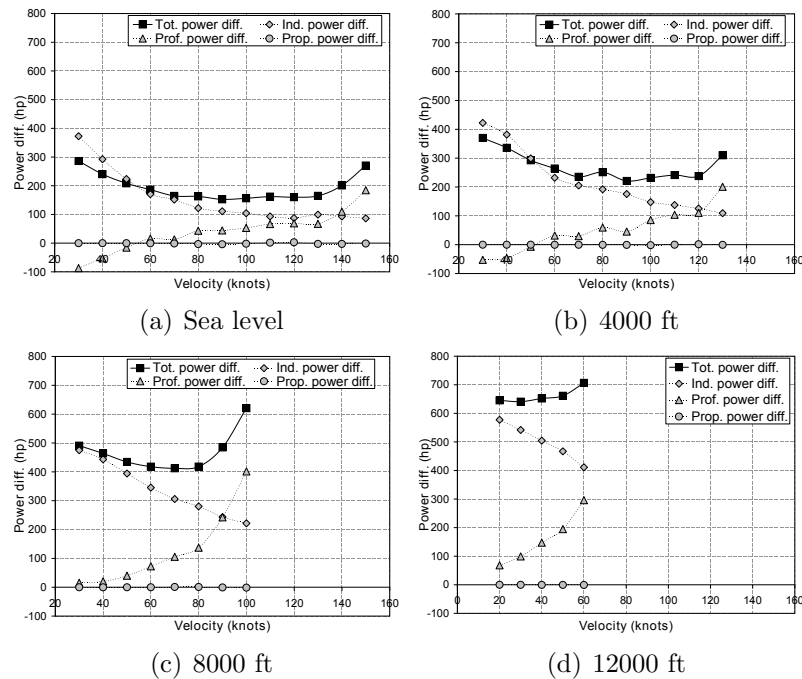 800
700
600
500
400
300
200
100
0
-100
Power diff. (hp)
Tot. power diff. Ind. power diff.
Prof. power diff. Prop. power diff.
20 40 60 80 100 120 140 160
Velocity (knots)
(a) Sea level
800
700
600
500
400
300
200
100
0
-100
Power diff. (hp)
Tot. power diff. Ind. power diff.
Prof. power diff. Prop. power diff.
20 40 60 80 100 120 140 160
Velocity (knots)
(b) 4000 ft
800
700
600
500
400
300
200
100
0
-100
Power diff. (hp)
Tot. power diff. Ind. power diff.
Prof. power diff. Prop. power diff.
20 40 60 80 100 120 140 160
Velocity (knots)
(c) 8000 ft
800
700
600
500
400
300
200
100
0
-100
Power diff. (hp)
Tot. power diff.
Ind. power diff.
Prof. power diff.
Prop. power diff.
0 20 40 60 80 100 120 140 160
Velocity (knots)
(d) 12000 ft